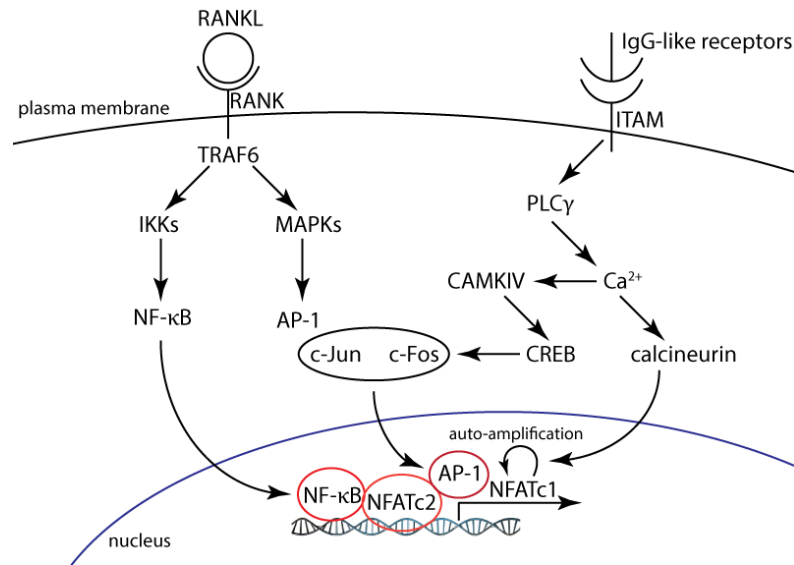 RANKL
IgG-like receptors
plasma membrane
RANK
ITAM
TRAF6
PLCγ
IKKs
MAPKs
CAMKIV
Ca²⁺
NF-κB
AP-1
c-Jun c-Fos
CREB
calcineurin
auto-amplification
AP-1
NF-κB
NFATc2
NFATc1
nucleus